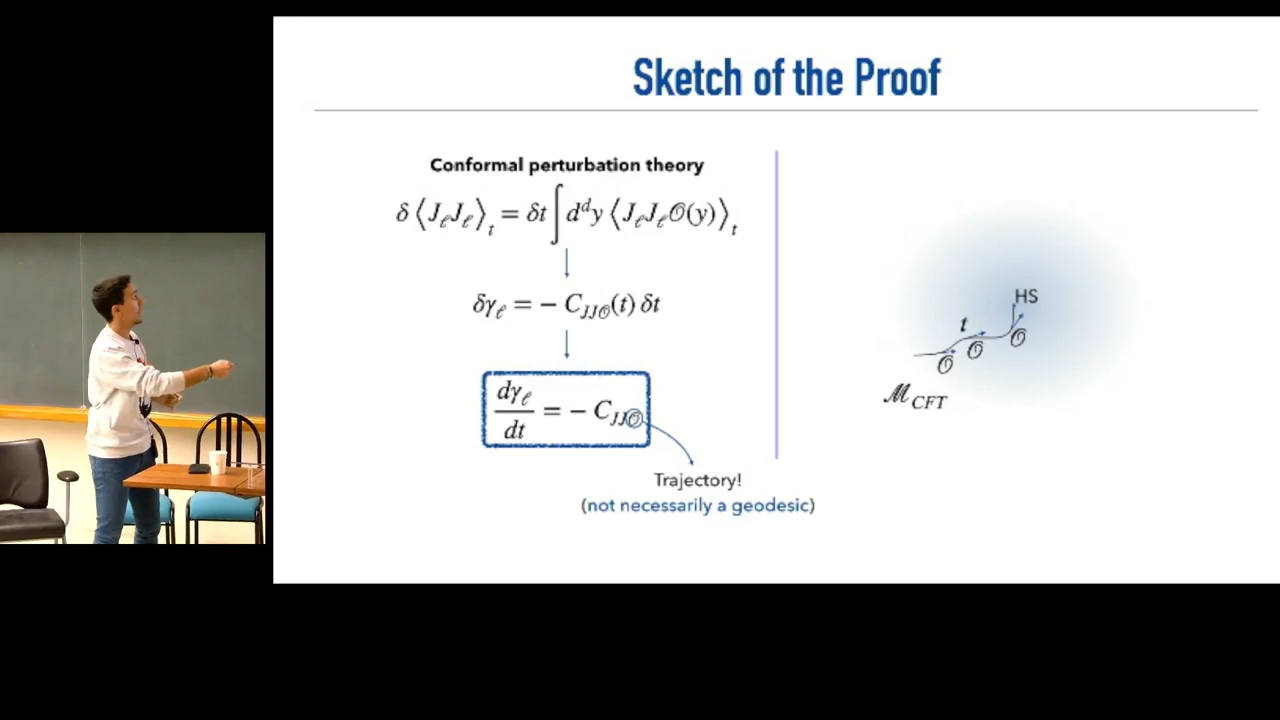 Sketch of the Proof
Conformal perturbation theory
δ⟨J_ℓ J_ℓ⟩_t = δt ∫ d^d y ⟨J_ℓ J_ℓ 𝒪(y)⟩_t
δγ_ℓ = − C_{JJ𝒪}(t) δt
dγ_ℓ/dt = − C_{JJ𝒪}
Trajectory!
(not necessarily a geodesic)
HS
t
𝒪 𝒪 𝒪
ℳ_CFT